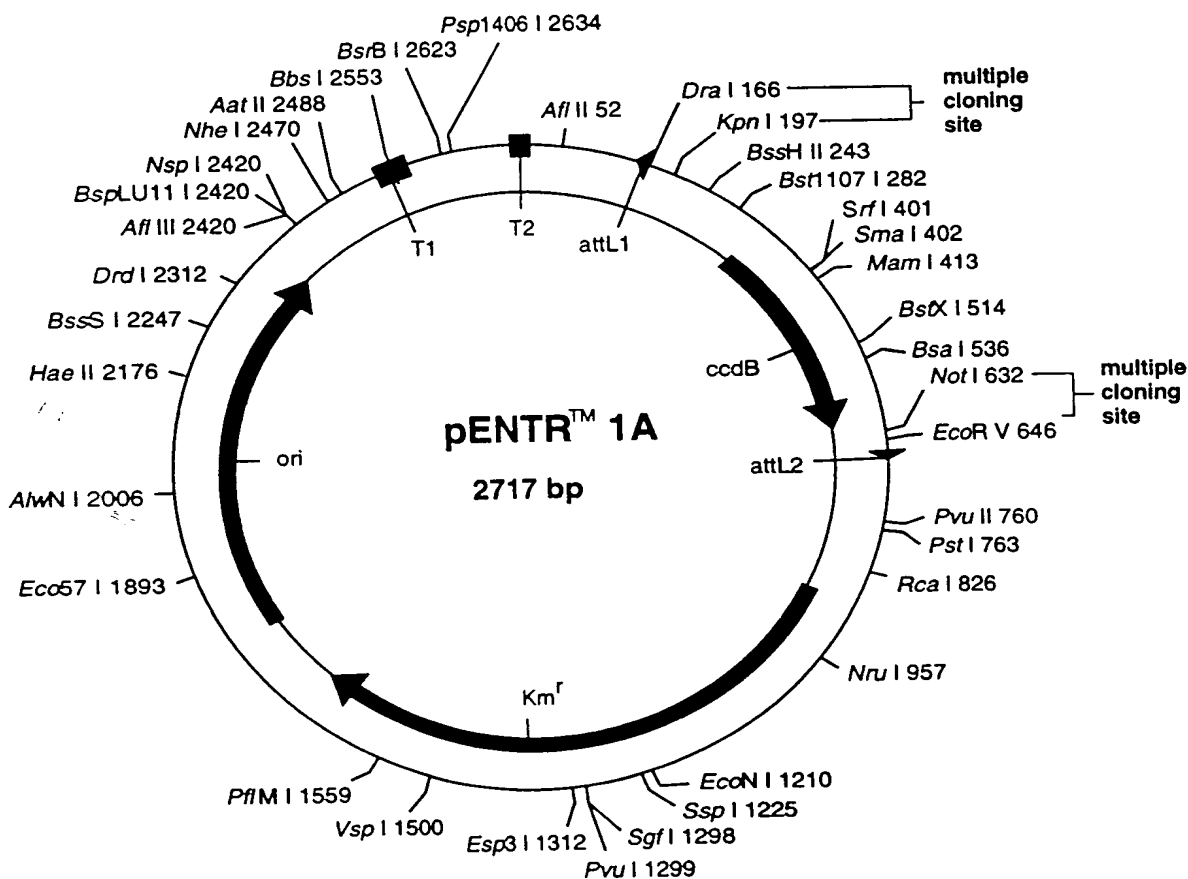 Psp1406 I 2634
BsrB I 2623
Bbs I 2553
Aat II 2488
Nhe I 2470
Nsp I 2420
BspLU11 I 2420
Afl III 2420
Drd I 2312
BssS I 2247
Hae II 2176
AlwN I 2006
Eco57 I 1893
Afl II 52
Dra I 166
Kpn I 197
multiple
cloning
site
BssH II 243
Bst1107 I 282
Srf I 401
Sma I 402
Mam I 413
BstX I 514
Bsa I 536
Not I 632
EcoR V 646
multiple
cloning
site
Pvu II 760
Pst I 763
Rca I 826
Nru I 957
EcoN I 1210
Ssp I 1225
Sgf I 1298
Pvu I 1299
Esp3 I 1312
Vsp I 1500
PflM I 1559
T1
T2
attL1
ccdB
attL2
ori
Kmr
pENTR™ 1A
2717 bp